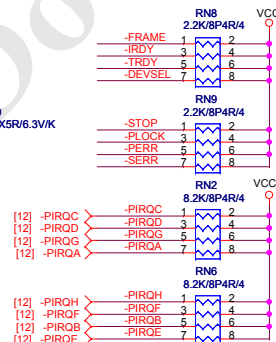 RN8 VCC
2.2K/8P4R/4
-FRAME 1 2
-IRDY 3 4
-TRDY 5 6
-DEVSEL 7 8
RN9
X5R/6.3V/K 2.2K/8P4R/4
-STOP 1 2
-PLOCK 3 4
-PERR 5 6
-SERR 7 8
RN2 VCC
8.2K/8P4R/4
[12] -PIRQC -PIRQC 1 2
[12] -PIRQD -PIRQD 3 4
[12] -PIRQG -PIRQG 5 6
[12] -PIRQA -PIRQA 7 8
RN6
8.2K/8P4R/4
[12] -PIRQH -PIRQH 1 2
[12] -PIRQF -PIRQF 3 4
[12] -PIRQB -PIRQB 5 6
[12] -PIRQE -PIRQE 7 8